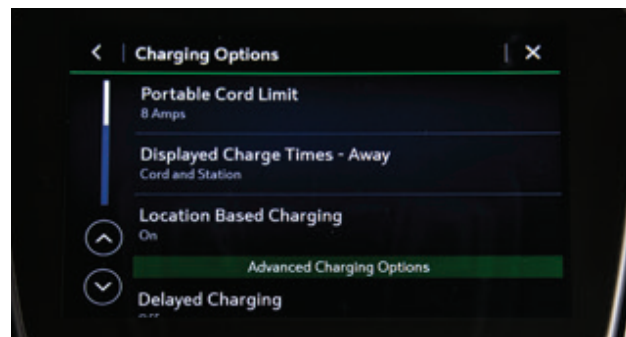 Charging Options
Portable Cord Limit
8 Amps
Displayed Charge Times - Away
Cord and Station
Location Based Charging
On
Advanced Charging Options
Delayed Charging